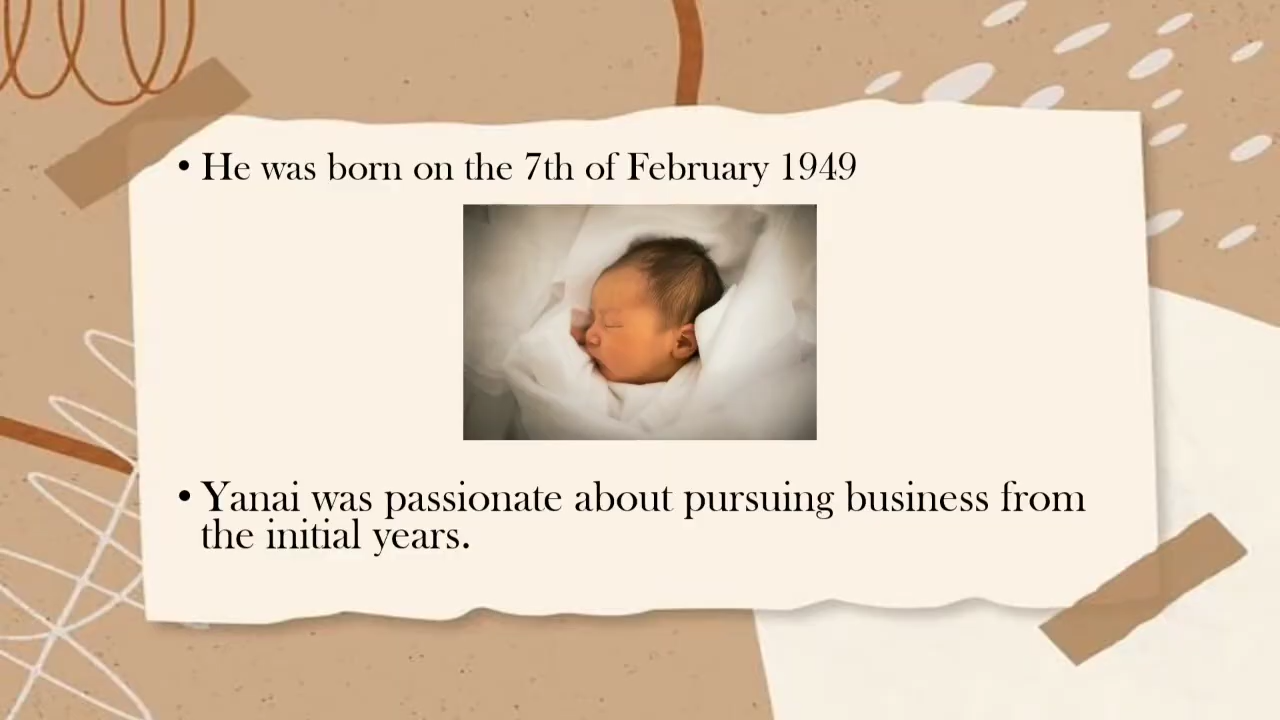 • He was born on the 7th of February 1949
• Yanai was passionate about pursuing business from
the initial years.